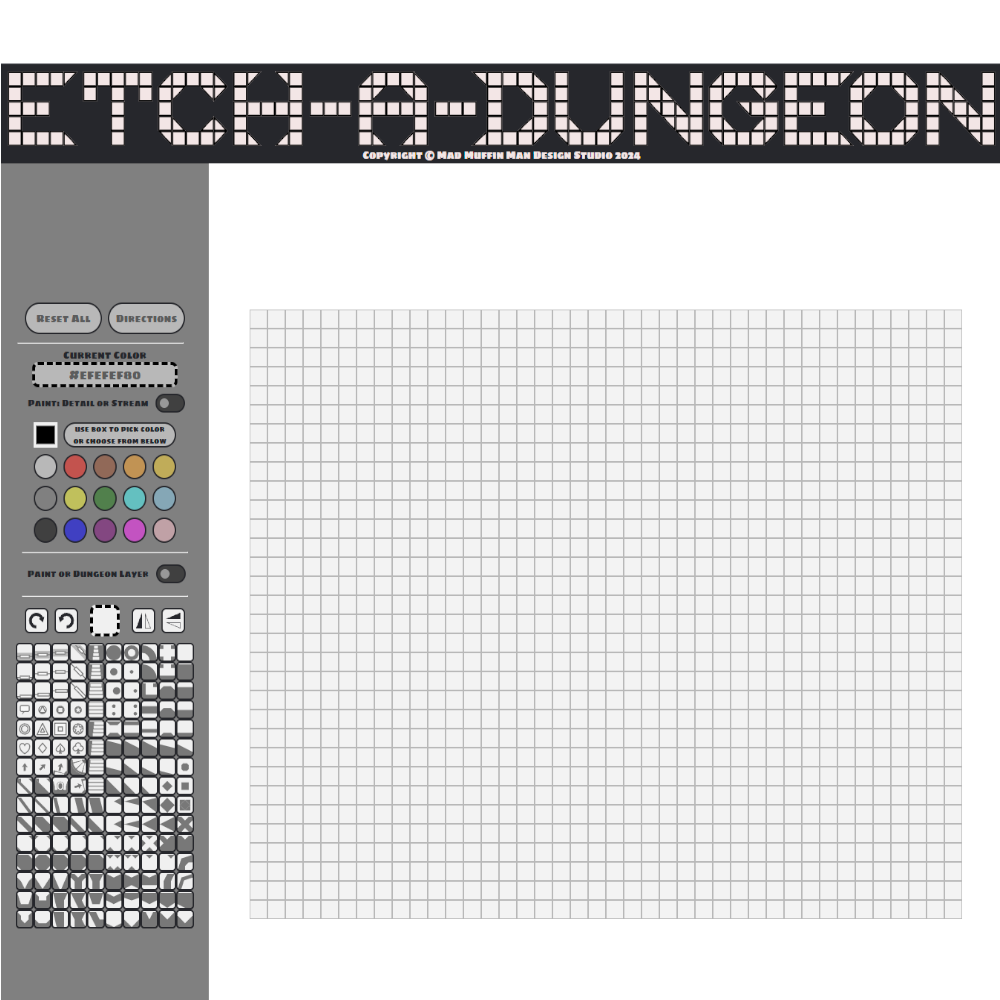 ETCH-A-DUNGEON
Copyright © Mad Muffin Man Design Studio 2024
Reset All
Directions
Current Color
#EFEFEF80
Paint: Detail or Stream
Use box to pick color
or choose from below
Paint or Dungeon Layer